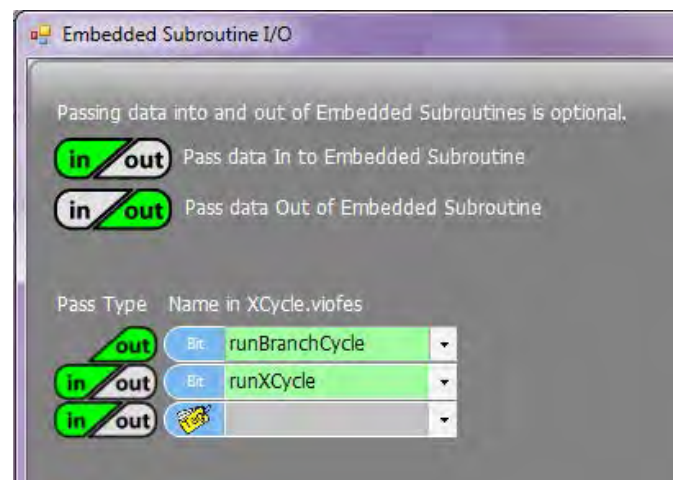 Embedded Subroutine I/O
Passing data into and out of Embedded Subroutines is optional.
in out Pass data In to Embedded Subroutine
in out Pass data Out of Embedded Subroutine
Pass Type Name in XCycle.viofes
out Bit runBranchCycle
in out Bit runXCycle
in out Tags